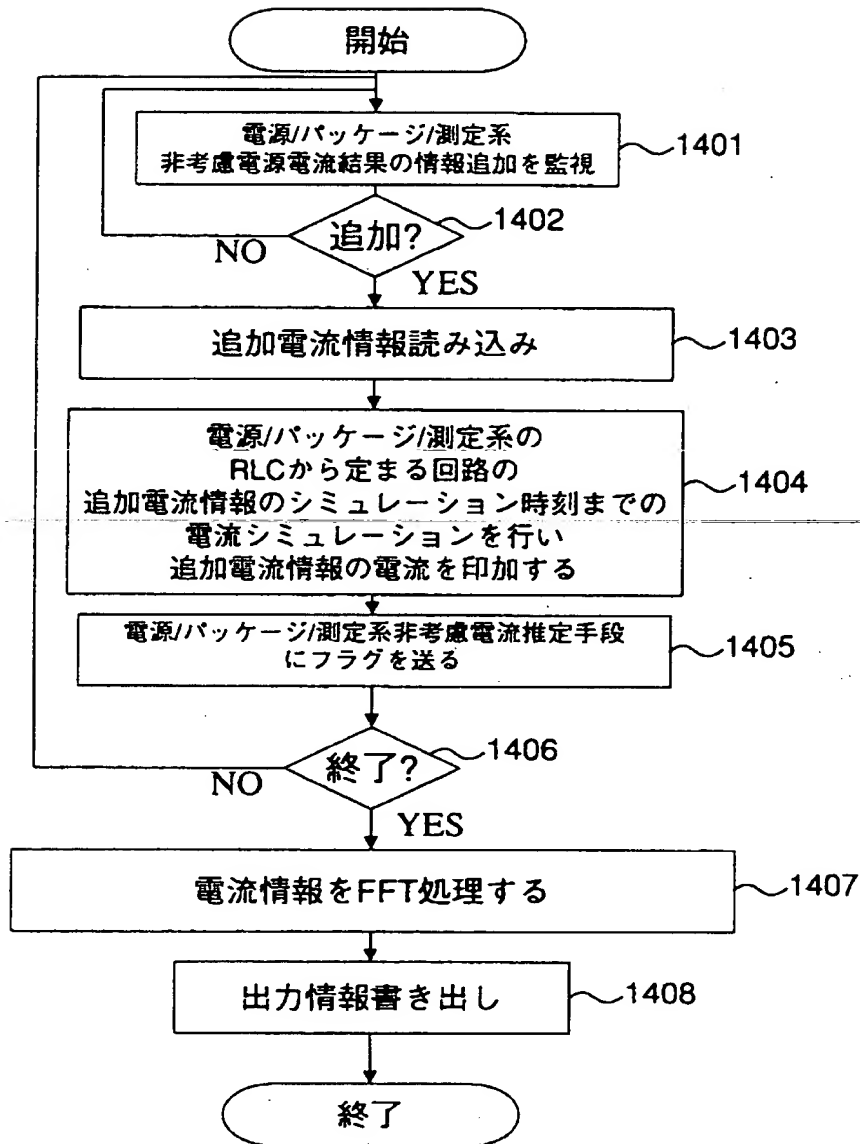 開始
電源/パッケージ/測定系
非考慮電源電流結果の情報追加を監視
1401
追加?
1402
NO
YES
追加電流情報読み込み
1403
電源/パッケージ/測定系の
RLCから定まる回路の
追加電流情報のシミュレーション時刻までの
電流シミュレーションを行い
追加電流情報の電流を印加する
1404
電源/パッケージ/測定系非考慮電流推定手段
にフラグを送る
1405
終了?
1406
NO
YES
電流情報をFFT処理する
1407
出力情報書き出し
1408
終了